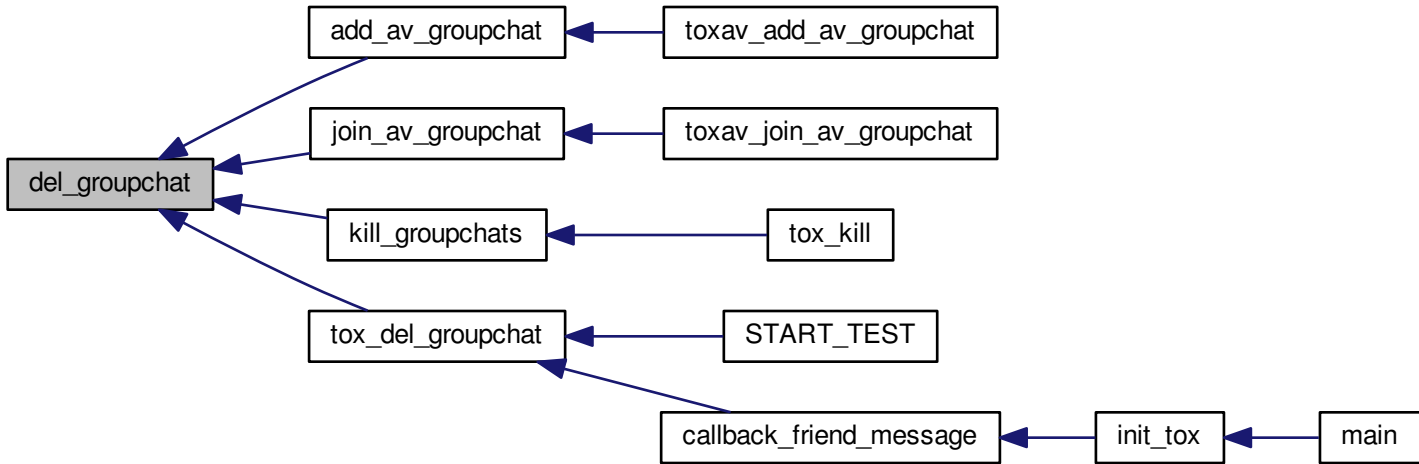 add_av_groupchat
toxav_add_av_groupchat
join_av_groupchat
toxav_join_av_groupchat
del_groupchat
kill_groupchats
tox_kill
tox_del_groupchat
START_TEST
callback_friend_message
init_tox
main